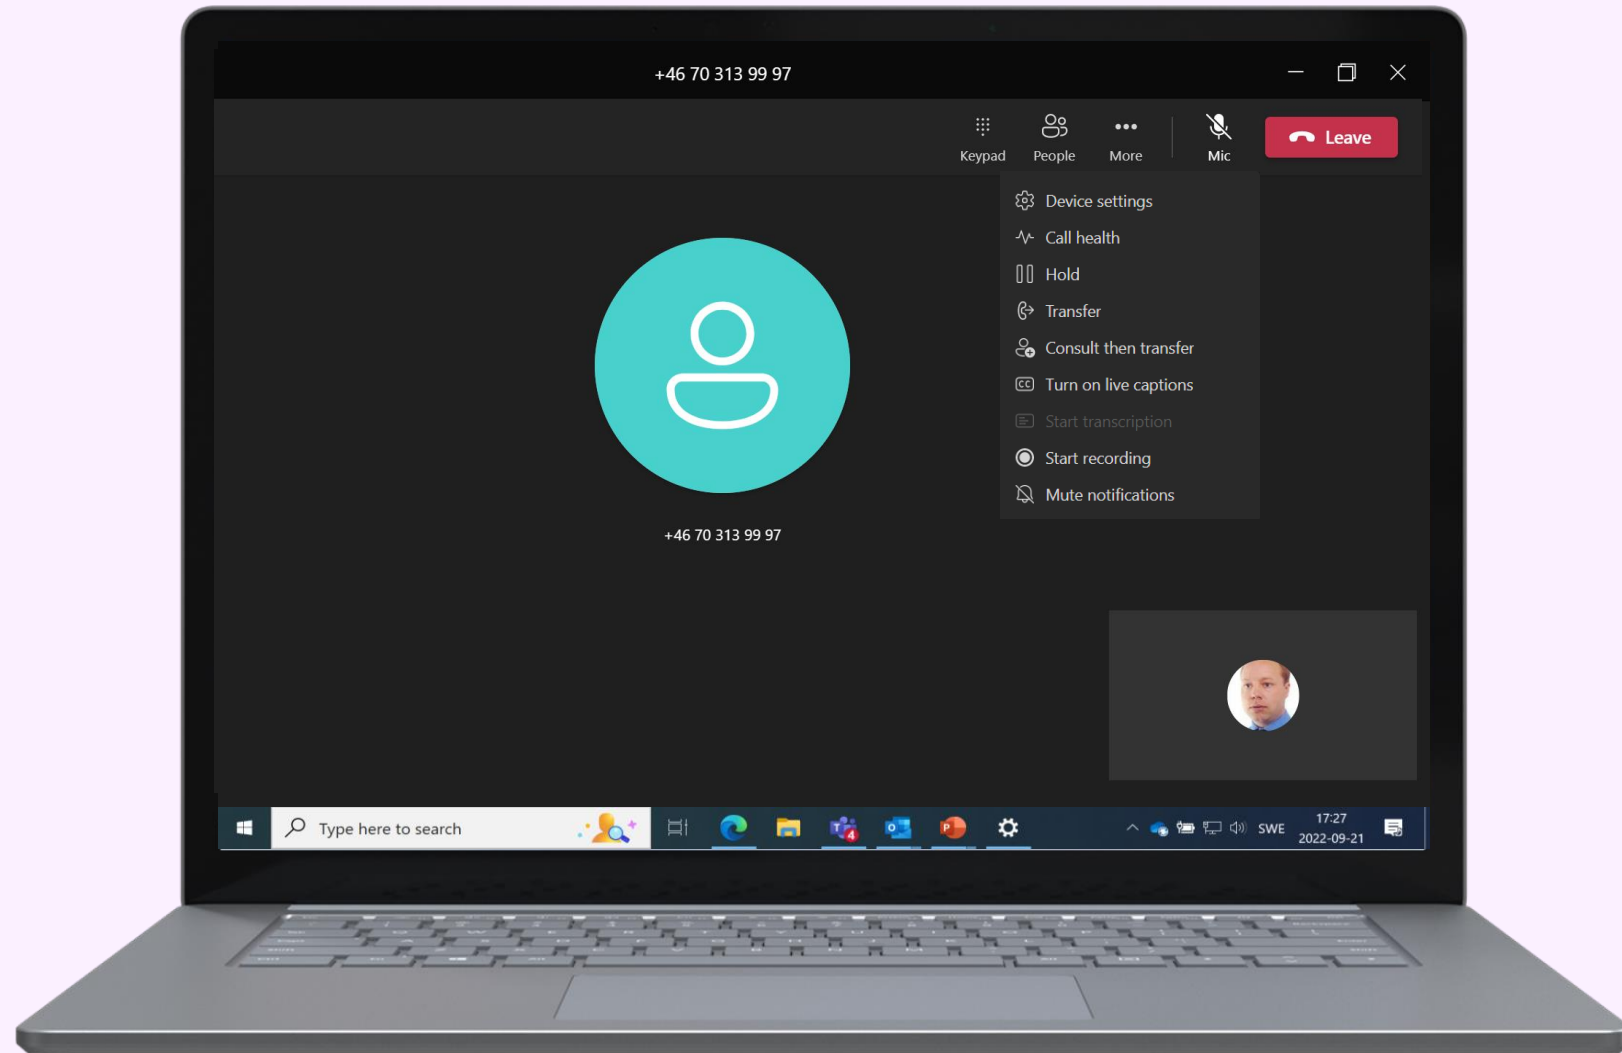 +46 70 313 99 97
Keypad
People
More
Mic
Leave
Device settings
Call health
Hold
Transfer
Consult then transfer
CC Turn on live captions
Start transcription
Start recording
Mute notifications
+46 70 313 99 97
Type here to search
4
SWE
17:27
2022-09-21